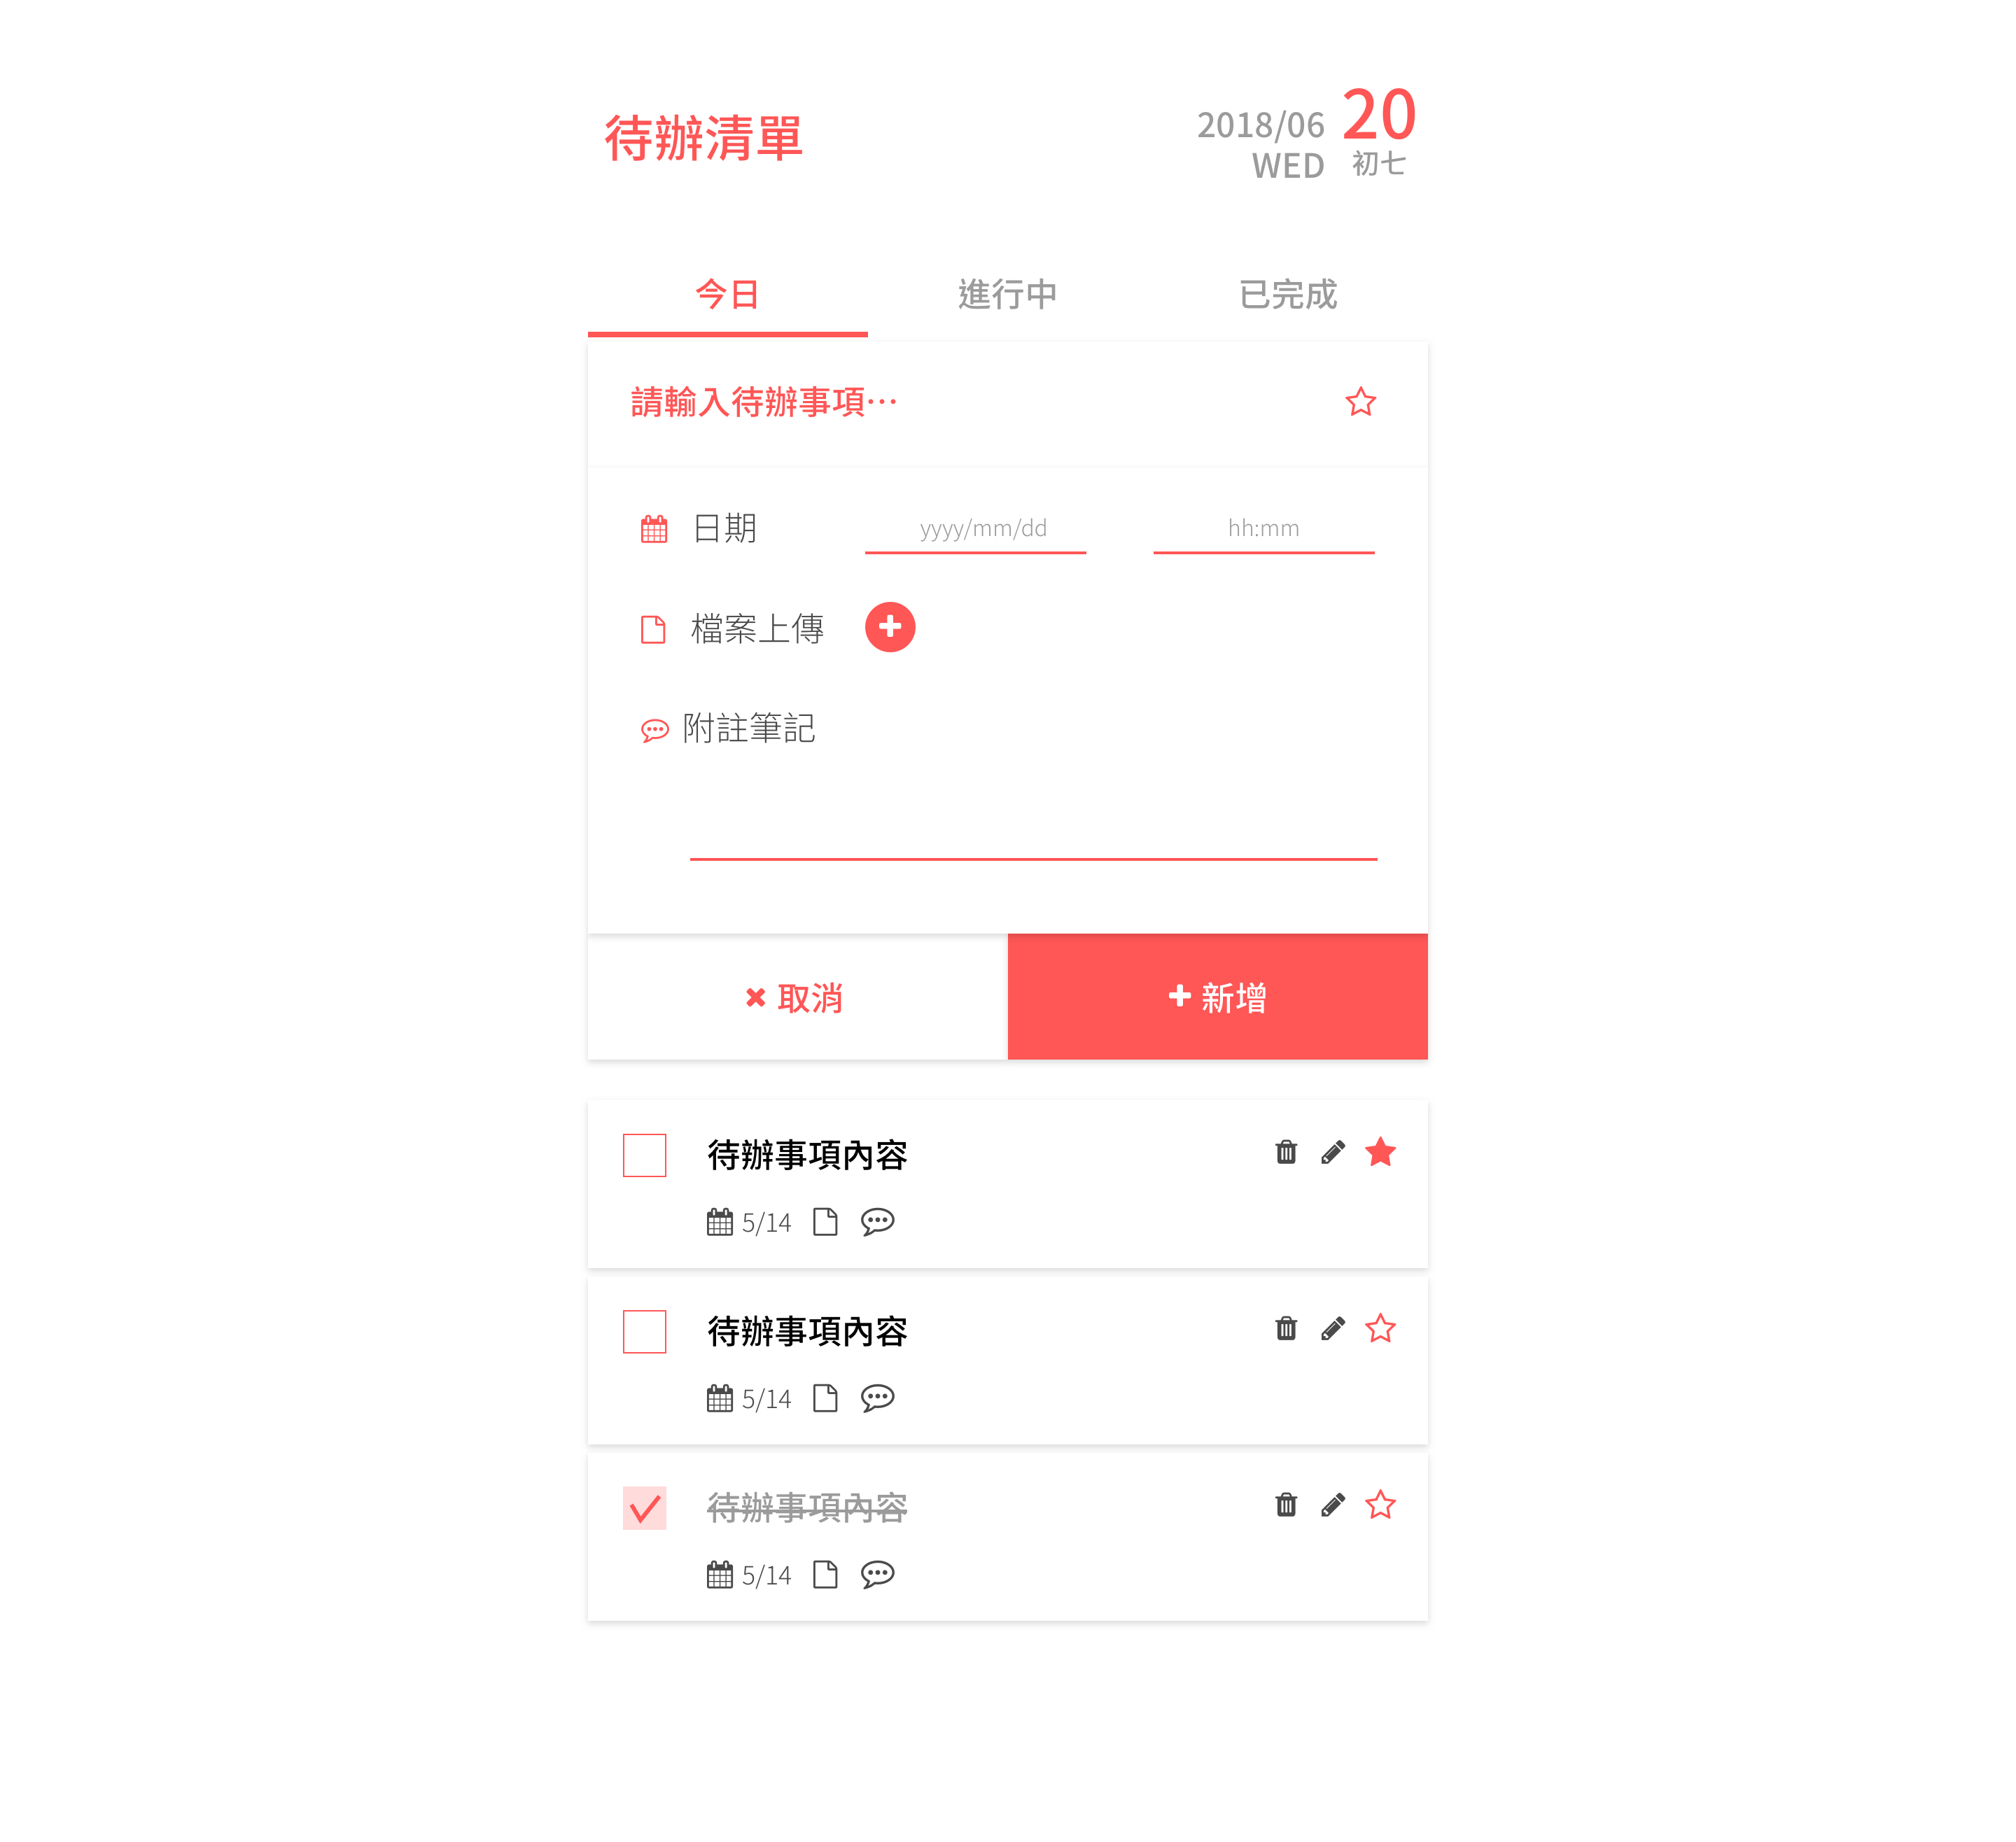 待辦清單
2018/06
WED
20
初七
今日
進行中
已完成
請輸入待辦事項…
日期
yyyy/mm/dd
hh:mm
檔案上傳
附註筆記
取消
新增
待辦事項內容
5/14
待辦事項內容
5/14
待辦事項內容
5/14